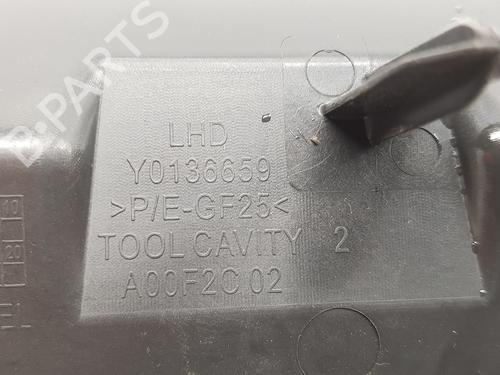 B-PARTS
LHD
Y0136659
>P/E-GF25<
TOOL CAVITY 2
A00F2C 02